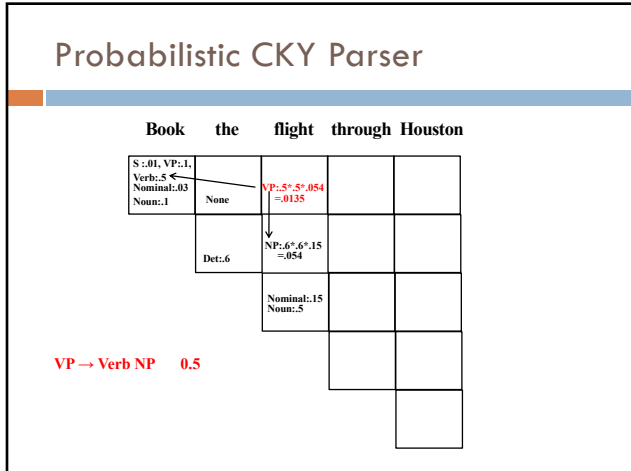 Probabilistic CKY Parser
Book the flight through Houston
S :.01, VP:.1,
Verb:.5
Nominal:.03
Noun:.1
None
VP:.5*.5*.054
=.0135
Det:.6
NP:.6*.6*.15
=.054
Nominal:.15
Noun:.5
VP → Verb NP 0.5